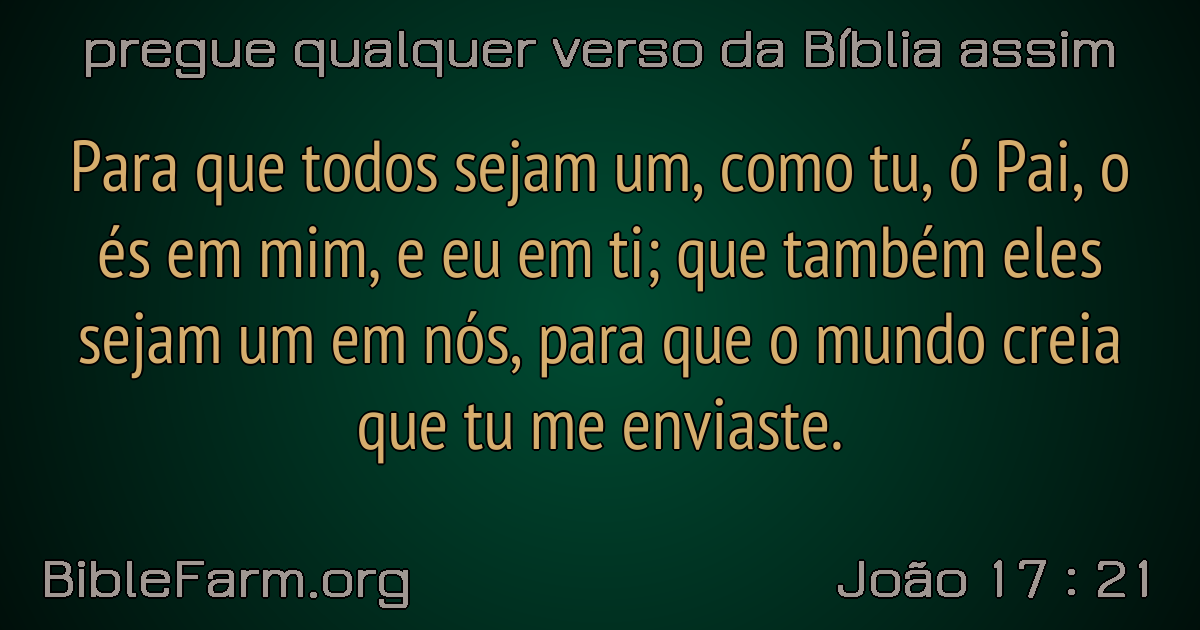 pregue qualquer verso da Bíblia assim
Para que todos sejam um, como tu, ó Pai, o
és em mim, e eu em ti; que também eles
sejam um em nós, para que o mundo creia
que tu me enviaste.
BibleFarm.org
João 17 : 21